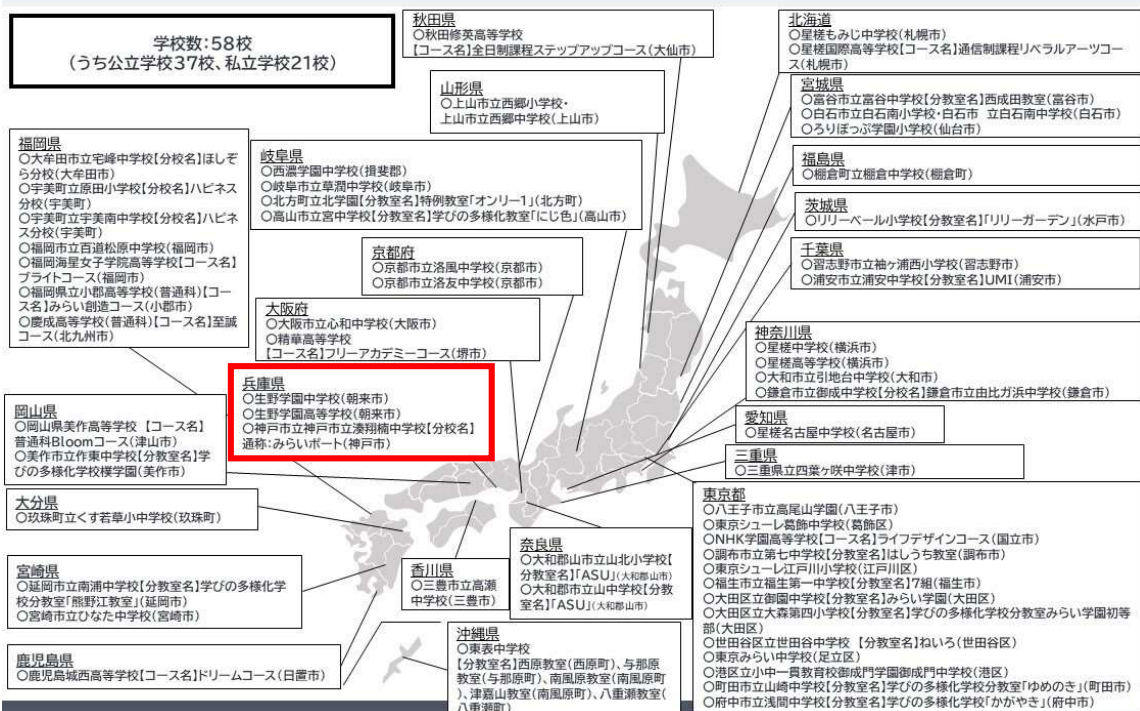 学校数:58校
(うち公立学校37校、私立学校21校)
秋田県
○秋田修英高等学校
【コース名】全日制課程ステップアップコース(大仙市)
北海道
○星槎もみじ中学校(札幌市)
○星槎国際高等学校【コース名】通信制課程リベラルアーツコー
ス(札幌市)
山形県
○上山市立西郷小学校・
上山市立西郷中学校(上山市)
宮城県
○富谷市立富谷中学校【分教室名】西成田教室(富谷市)
○白石市立白石南小学校・白石市 立白石南中学校(白石市)
○ろりぽっぷ学園小学校(仙台市)
福岡県
○大牟田市立宅峰中学校【分校名】ほしぞ
ら分校(大牟田市)
○宇美町立原田小学校【分校名】ハピネス
分校(宇美町)
○宇美町立宇美南中学校【分校名】ハピネ
ス分校(宇美町)
○福岡市立百道松原中学校(福岡市)
○福岡海星女子学院高等学校【コース名】
ブライトコース(福岡市)
○福岡県立小郡高等学校(普通科)【コー
ス名】みらい創造コース(小郡市)
○慶成高等学校(普通科)【コース名】至誠
コース(北九州市)
岐阜県
○西濃学園中学校(揖斐郡)
○岐阜市立草潤中学校(岐阜市)
○北方町立北学園【分教室名】特例教室「オンリー1」(北方町)
○高山市立宮中学校【分教室名】学びの多様化教室「にじ色」(高山市)
福島県
○棚倉町立棚倉中学校(棚倉町)
茨城県
○リリーベール小学校【分教室名】「リリーガーデン」(水戸市)
京都府
○京都市立洛風中学校(京都市)
○京都市立洛友中学校(京都市)
千葉県
○習志野市立袖ケ浦西小学校(習志野市)
○浦安市立浦安中学校【分教室名】UMI(浦安市)
大阪府
○大阪市立心和中学校(大阪市)
○精華高等学校
【コース名】フリーアカデミーコース(堺市)
神奈川県
○星槎中学校(横浜市)
○星槎高等学校(横浜市)
○大和市立引地台中学校(大和市)
○鎌倉市立御成中学校【分校名】鎌倉市立由比ガ浜中学校(鎌倉市)
兵庫県
○生野学園中学校(朝来市)
○生野学園高等学校(朝来市)
○神戸市立神戸市立湊翔楠中学校【分校名】
通称:みらいポート(神戸市)
岡山県
○岡山県美作高等学校 【コース名】
普通科Bloomコース(津山市)
○美作市立作東中学校【分教室名】学
びの多様化学校様学園(美作市)
愛知県
○星槎名古屋中学校(名古屋市)
三重県
○三重県立四葉ヶ咲中学校(津市)
大分県
○玖珠町立くす若草小中学校(玖珠町)
東京都
○八王子市立高尾山学園(八王子市)
○東京シューレ葛飾中学校(葛飾区)
○NHK学園高等学校【コース名】ライフデザインコース(国立市)
○調布市立第七中学校【分教室名】はしうち教室(調布市)
○東京シューレ江戸川小学校(江戸川区)
○福生市立福生第一中学校【分教室名】7組(福生市)
○大田区立御園中学校【分教室名】みらい学園(大田区)
○大田区立大森第四小学校【分教室名】学びの多様化学校分教室みらい学園初等
部(大田区)
○世田谷区立世田谷中学校 【分教室名】ねいろ(世田谷区)
○東京みらい中学校(足立区)
○港区立小中一貫教育校御成門学園御成門中学校(港区)
○町田市立山崎中学校【分教室名】学びの多様化学校分教室「ゆめのき」(町田市)
○府中市立浅間中学校【分教室名】学びの多様化学校「かがやき」(府中市)
奈良県
○大和郡山市立郡山北小学校【
分教室名】「ASU」(大和郡山市)
○大和郡山市立郡山中学校【分教
室名】「ASU」(大和郡山市)
宮崎県
○延岡市立南浦中学校【分教室名】学びの多様化学
校分教室「熊野江教室」(延岡市)
○宮崎市立ひなた中学校(宮崎市)
香川県
○三豊市立高瀬
中学校(三豊市)
鹿児島県
○鹿児島城西高等学校【コース名】ドリームコース(日置市)
沖縄県
○東表中学校
【分教室名】西原教室(西原町)、与那原
教室(与那原町)、南風原教室(南風原町
)、津嘉山教室(南風原町)、八重瀬教室(
八重瀬町)